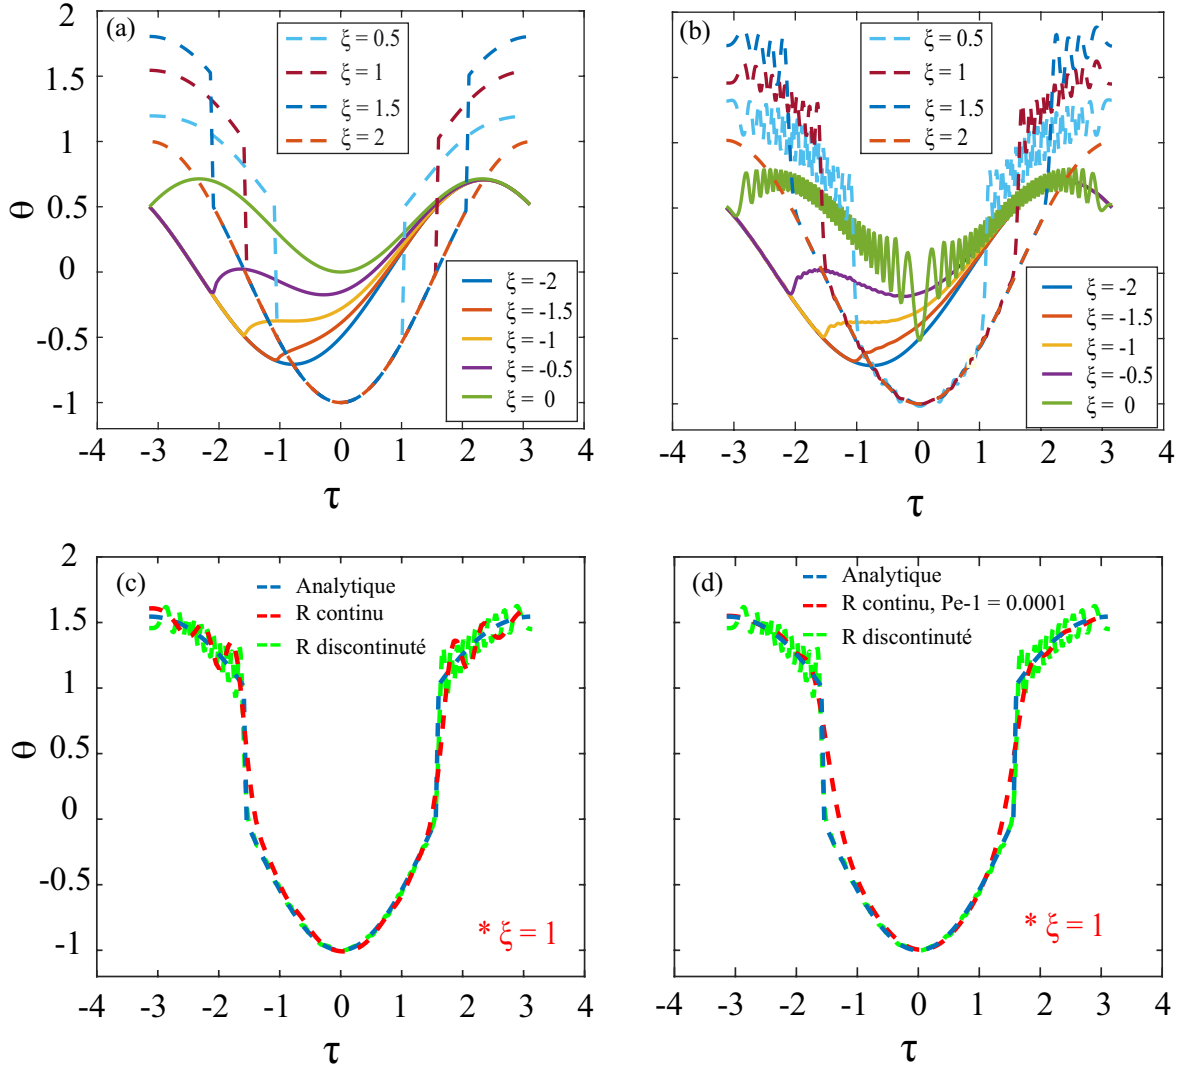 (a)
ξ = 0.5
ξ = 1
ξ = 1.5
ξ = 2
ξ = -2
ξ = -1.5
ξ = -1
ξ = -0.5
ξ = 0
2
1.5
1
0.5
0
-0.5
-1
θ
-4 -3 -2 -1 0 1 2 3 4
τ
(b)
ξ = 0.5
ξ = 1
ξ = 1.5
ξ = 2
ξ = -2
ξ = -1.5
ξ = -1
ξ = -0.5
ξ = 0
-4 -3 -2 -1 0 1 2 3 4
τ
(c)
Analytique
R continu
R discontinuté
* ξ = 1
2
1.5
1
0.5
0
-0.5
-1
θ
-4 -3 -2 -1 0 1 2 3 4
τ
(d)
Analytique
R continu, Pe-1 = 0.0001
R discontinuté
* ξ = 1
-4 -3 -2 -1 0 1 2 3 4
τ